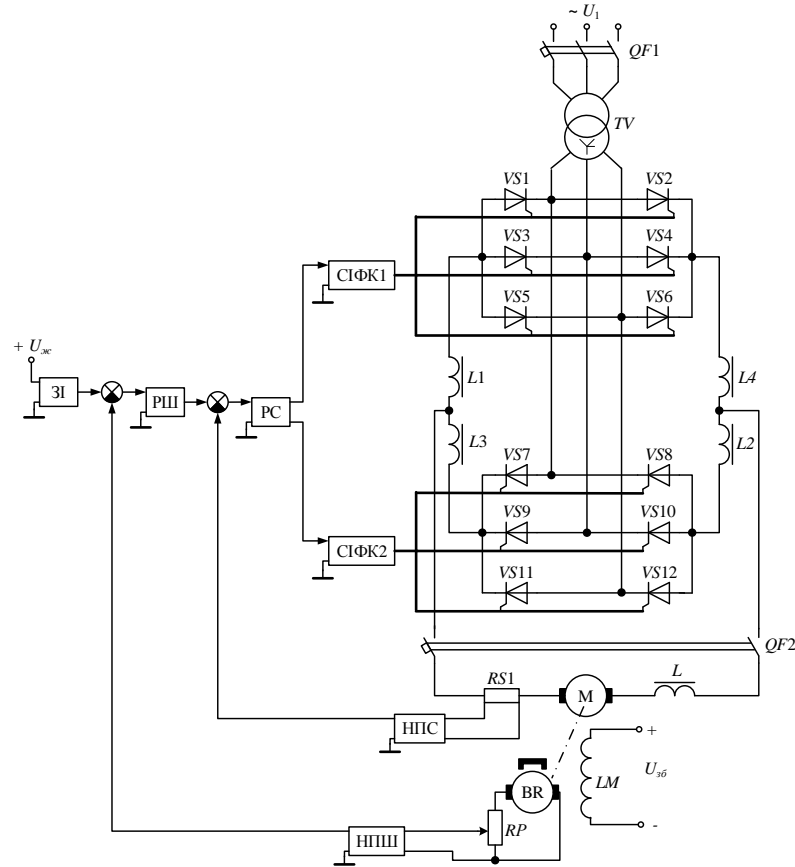 ~ U₁
QF1
TV
VS1
VS2
VS3
VS4
СІФК1
VS5
VS6
+ Uж
ЗІ
РШ
РС
L1
L4
L3
L2
VS7
VS8
VS9
VS10
СІФК2
VS11
VS12
QF2
RS1
M
L
НПС
+
LM
Uзб
BR
-
RP
НПШ